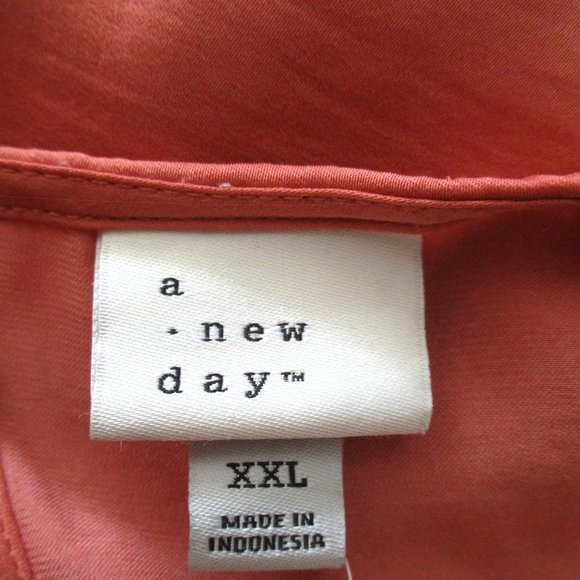 a
· new
day™
XXL
MADE IN
INDONESIA